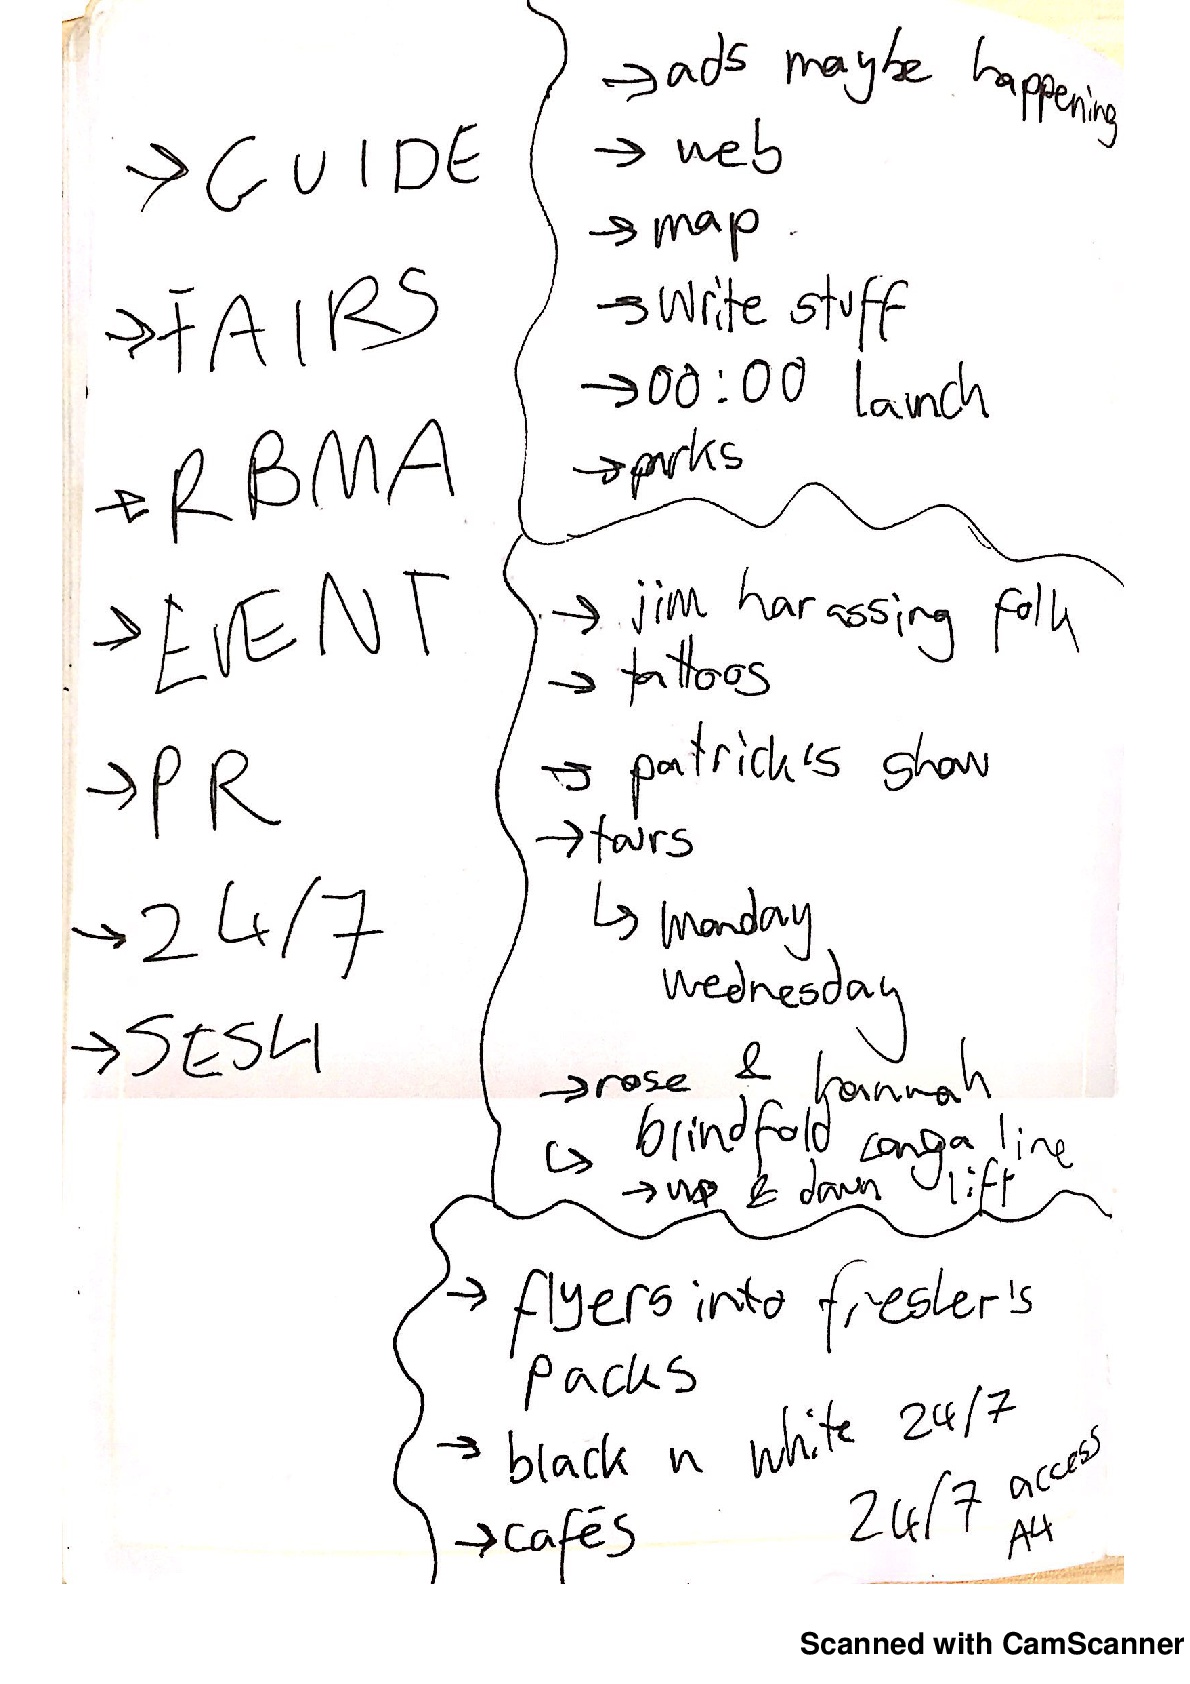 → GUIDE
→ FAIRS
→ RBMA
→ EVENT
→ PR
→ 24/7
→ SESH
→ ads maybe happening
→ web
→ map
→ Write stuff
→ 00:00 launch
→ parks
→ jim harassing folk
→ tattoos
→ patrick's show
→ fairs
↳ Monday
Wednesday
→ rose & hannah
↳ blindfold conga line
→ up & down lift
→ flyers into fresher's
packs
→ black n white 24/7
24/7 access
A4
→ cafés
Scanned with CamScanner